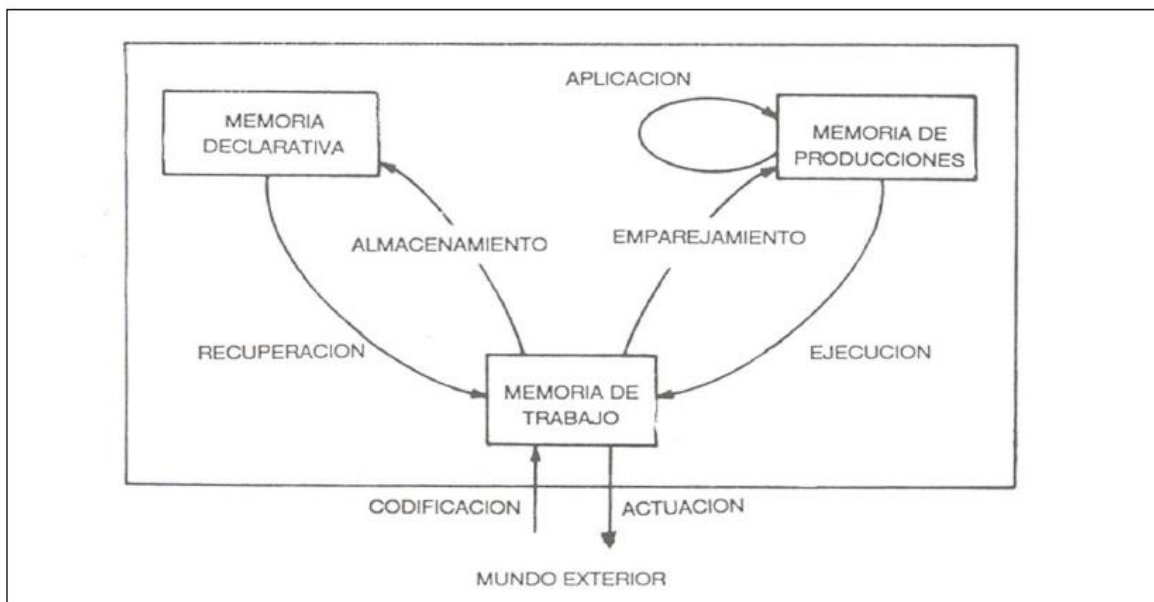 APLICACION
MEMORIA
DECLARATIVA
MEMORIA DE
PRODUCCIONES
ALMACENAMIENTO
EMPAREJAMIENTO
RECUPERACION
EJECUCION
MEMORIA DE
TRABAJO
CODIFICACION
ACTUACION
MUNDO EXTERIOR